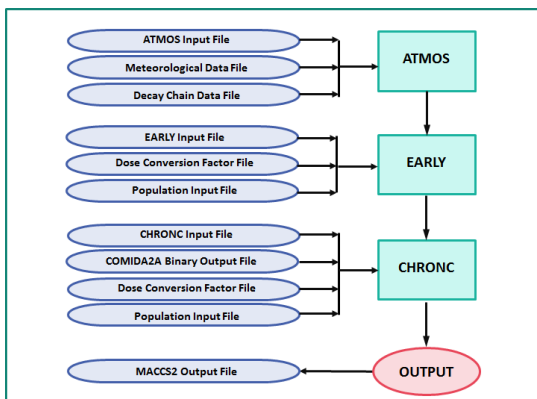 ATMOS Input File
Meteorological Data File
Decay Chain Data File
ATMOS
EARLY Input File
Dose Conversion Factor File
Population Input File
EARLY
CHRONC Input File
COMIDA2A Binary Output File
Dose Conversion Factor File
Population Input File
CHRONC
MACCS2 Output File
OUTPUT